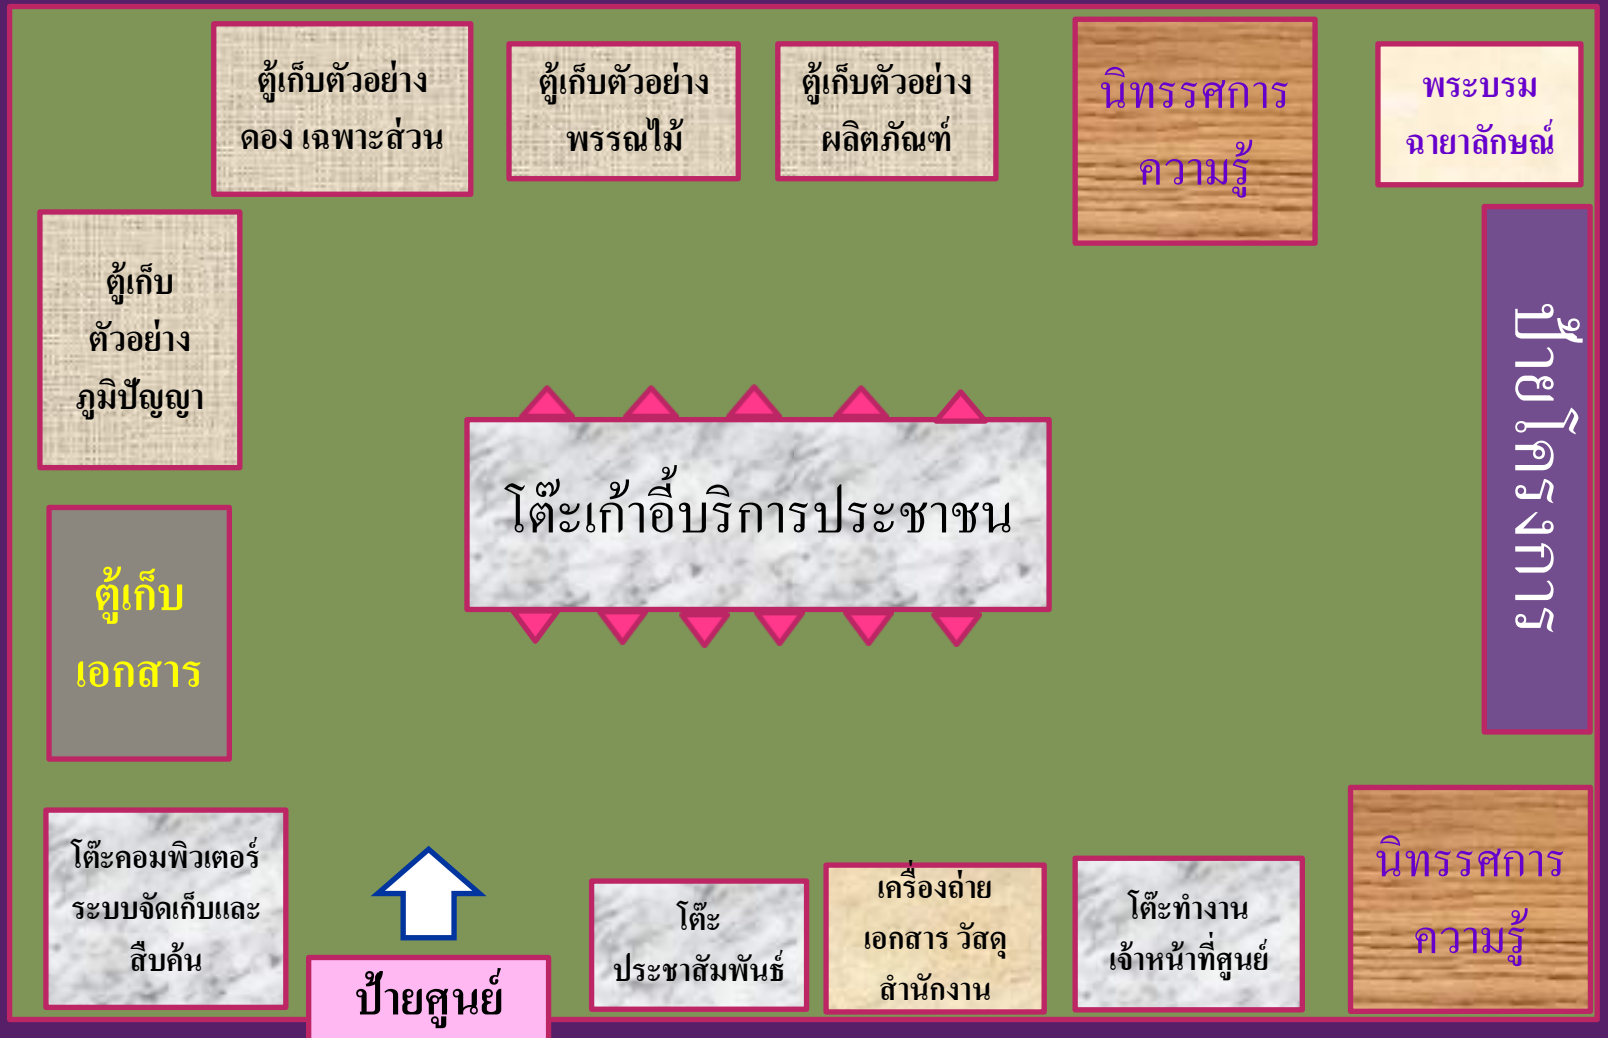 ตู้เก็บตัวอย่าง
ดอง เฉพาะส่วน
ตู้เก็บตัวอย่าง
พรรณไม้
ตู้เก็บตัวอย่าง
ผลิตภัณฑ์
นิทรรศการ
ความรู้
พระบรม
ฉายาลักษณ์
ตู้เก็บ
ตัวอย่าง
ภูมิปัญญา
ป้ายโครงการ
โต๊ะเก้าอี้บริการประชาชน
ตู้เก็บ
เอกสาร
โต๊ะคอมพิวเตอร์
ระบบจัดเก็บและ
สืบค้น
ป้ายศูนย์
โต๊ะ
ประชาสัมพันธ์
เครื่องถ่าย
เอกสาร วัสดุ
สำนักงาน
โต๊ะทำงาน
เจ้าหน้าที่ศูนย์
นิทรรศการ
ความรู้